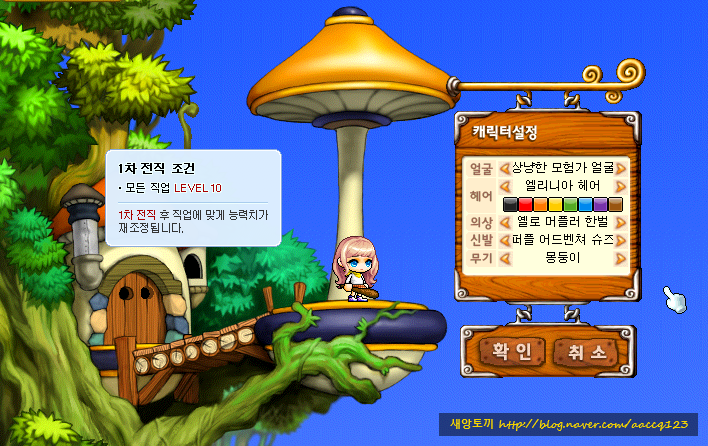 1차 전직 조건
· 모든 직업 LEVEL 10
1차 전직 후 직업에 맞게 능력치가
재조정됩니다.
캐릭터설정
얼굴 상냥한 모험가 얼굴
헤어 엘리니아 헤어
의상 옐로 머플러 한벌
신발 퍼플 어드벤쳐 슈즈
무기 몽둥이
확인 취소
새앙토끼 http://blog.naver.com/aaccq123